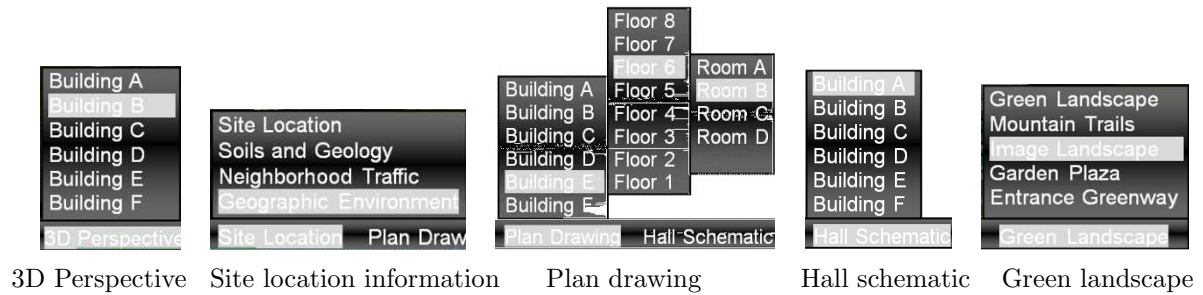 Building A
Building B
Building C
Building D
Building E
Building F
3D Perspective
Site Location
Soils and Geology
Neighborhood Traffic
Geographic Environment
Site Location Plan Draw
Building A
Building B
Building C
Building D
Building E
Building F
Floor 8
Floor 7
Floor 6
Floor 5
Floor 4
Floor 3
Floor 2
Floor 1
Room A
Room B
Room C
Room D
Plan Drawing Hall Schematic
Building A
Building B
Building C
Building D
Building E
Building F
Hall Schematic
Green Landscape
Mountain Trails
Image Landscape
Garden Plaza
Entrance Greenway
Green Landscape
3D Perspective Site location information Plan drawing Hall schematic Green landscape